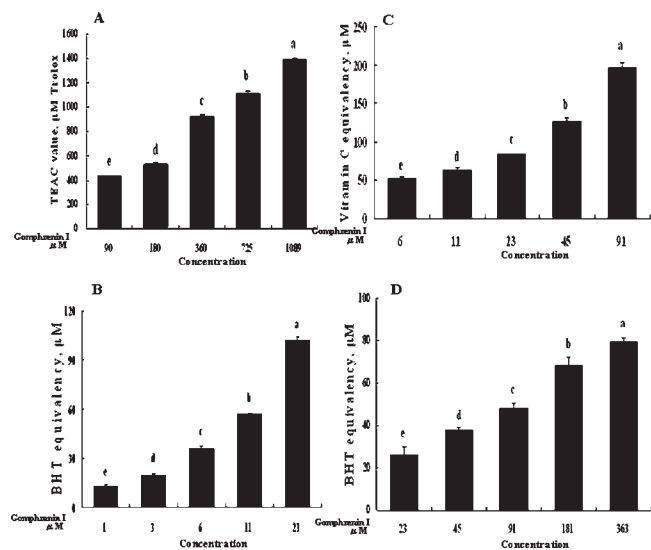 A
TEAC value, µM Trolox
1600
1400
1200
1000
800
600
400
200
0
e
d
c
b
a
Gomphrenin I
µM
90
180
360
725
1089
Concentration
C
Vitamin C equivalency, µM
250
200
150
100
50
0
e
d
c
b
a
Gomphrenin I
µM
6
11
23
45
91
Concentration
B
BHT equivalency, µM
120
90
60
30
0
e
d
c
b
a
Gomphrenin I
µM
1
3
6
11
23
Concentration
D
BHT equivalency, µM
100
80
60
40
20
0
e
d
c
b
a
Gomphrenin I
µM
23
45
91
181
363
Concentration